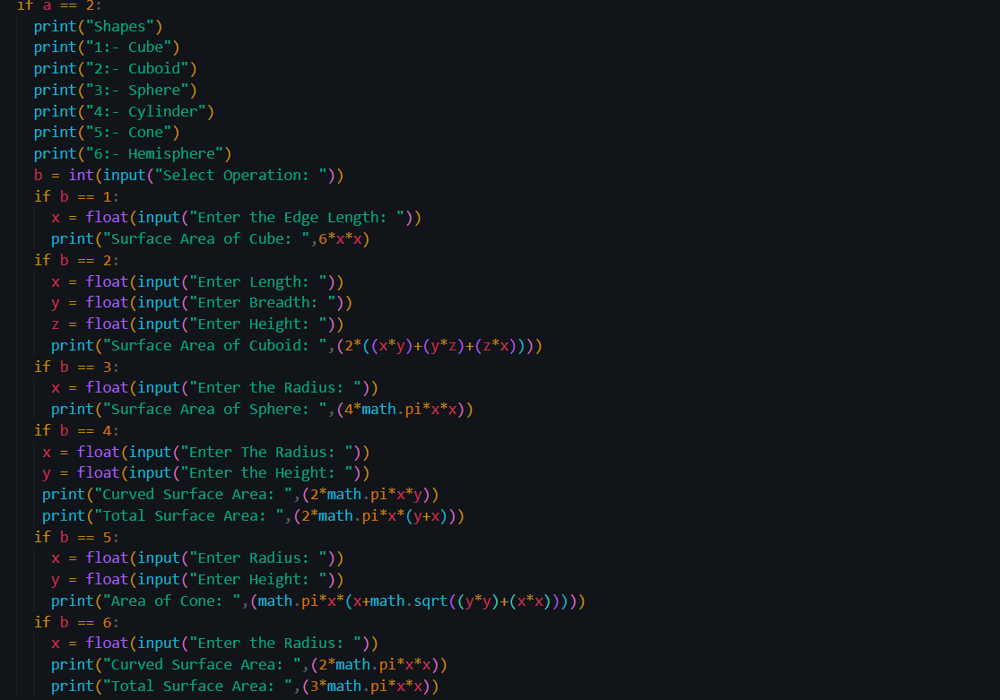 if a == 2:
  print("Shapes")
  print("1:- Cube")
  print("2:- Cuboid")
  print("3:- Sphere")
  print("4:- Cylinder")
  print("5:- Cone")
  print("6:- Hemisphere")
  b = int(input("Select Operation: "))
  if b == 1:
    x = float(input("Enter the Edge Length: "))
    print("Surface Area of Cube: ",6*x*x)
  if b == 2:
    x = float(input("Enter Length: "))
    y = float(input("Enter Breadth: "))
    z = float(input("Enter Height: "))
    print("Surface Area of Cuboid: ",(2*((x*y)+(y*z)+(z*x))))
  if b == 3:
    x = float(input("Enter the Radius: "))
    print("Surface Area of Sphere: ",(4*math.pi*x*x))
  if b == 4:
   x = float(input("Enter The Radius: "))
   y = float(input("Enter the Height: "))
   print("Curved Surface Area: ",(2*math.pi*x*y))
   print("Total Surface Area: ",(2*math.pi*x*(y+x)))
  if b == 5:
    x = float(input("Enter Radius: "))
    y = float(input("Enter Height: "))
    print("Area of Cone: ",(math.pi*x*(x+math.sqrt((y*y)+(x*x)))))
  if b == 6:
    x = float(input("Enter the Radius: "))
    print("Curved Surface Area: ",(2*math.pi*x*x))
    print("Total Surface Area: ",(3*math.pi*x*x))